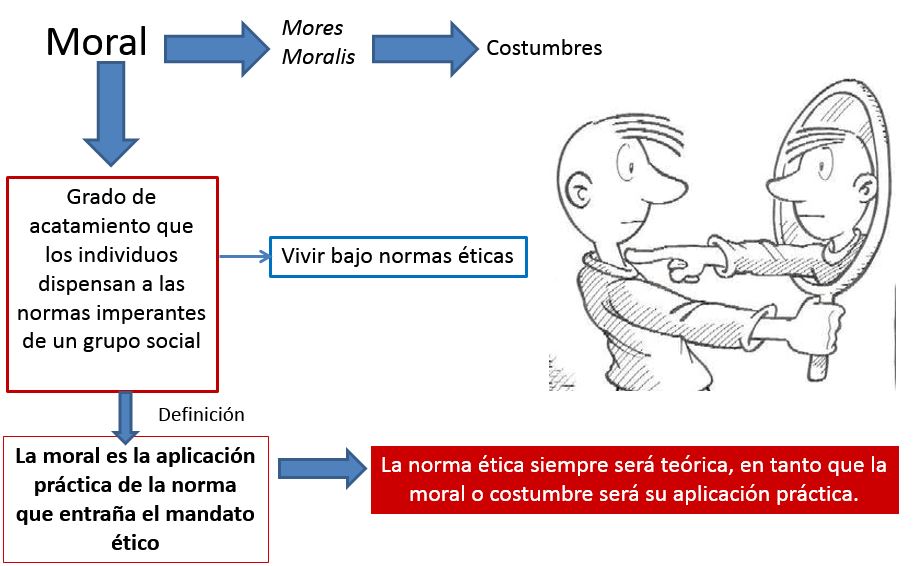 Moral
Mores
Moralis
Costumbres
Grado de
acatamiento que
los individuos
dispensan a las
normas imperantes
de un grupo social
Vivir bajo normas éticas
Definición
La moral es la aplicación
práctica de la norma
que entraña el mandato
ético
La norma ética siempre será teórica, en tanto que la
moral o costumbre será su aplicación práctica.